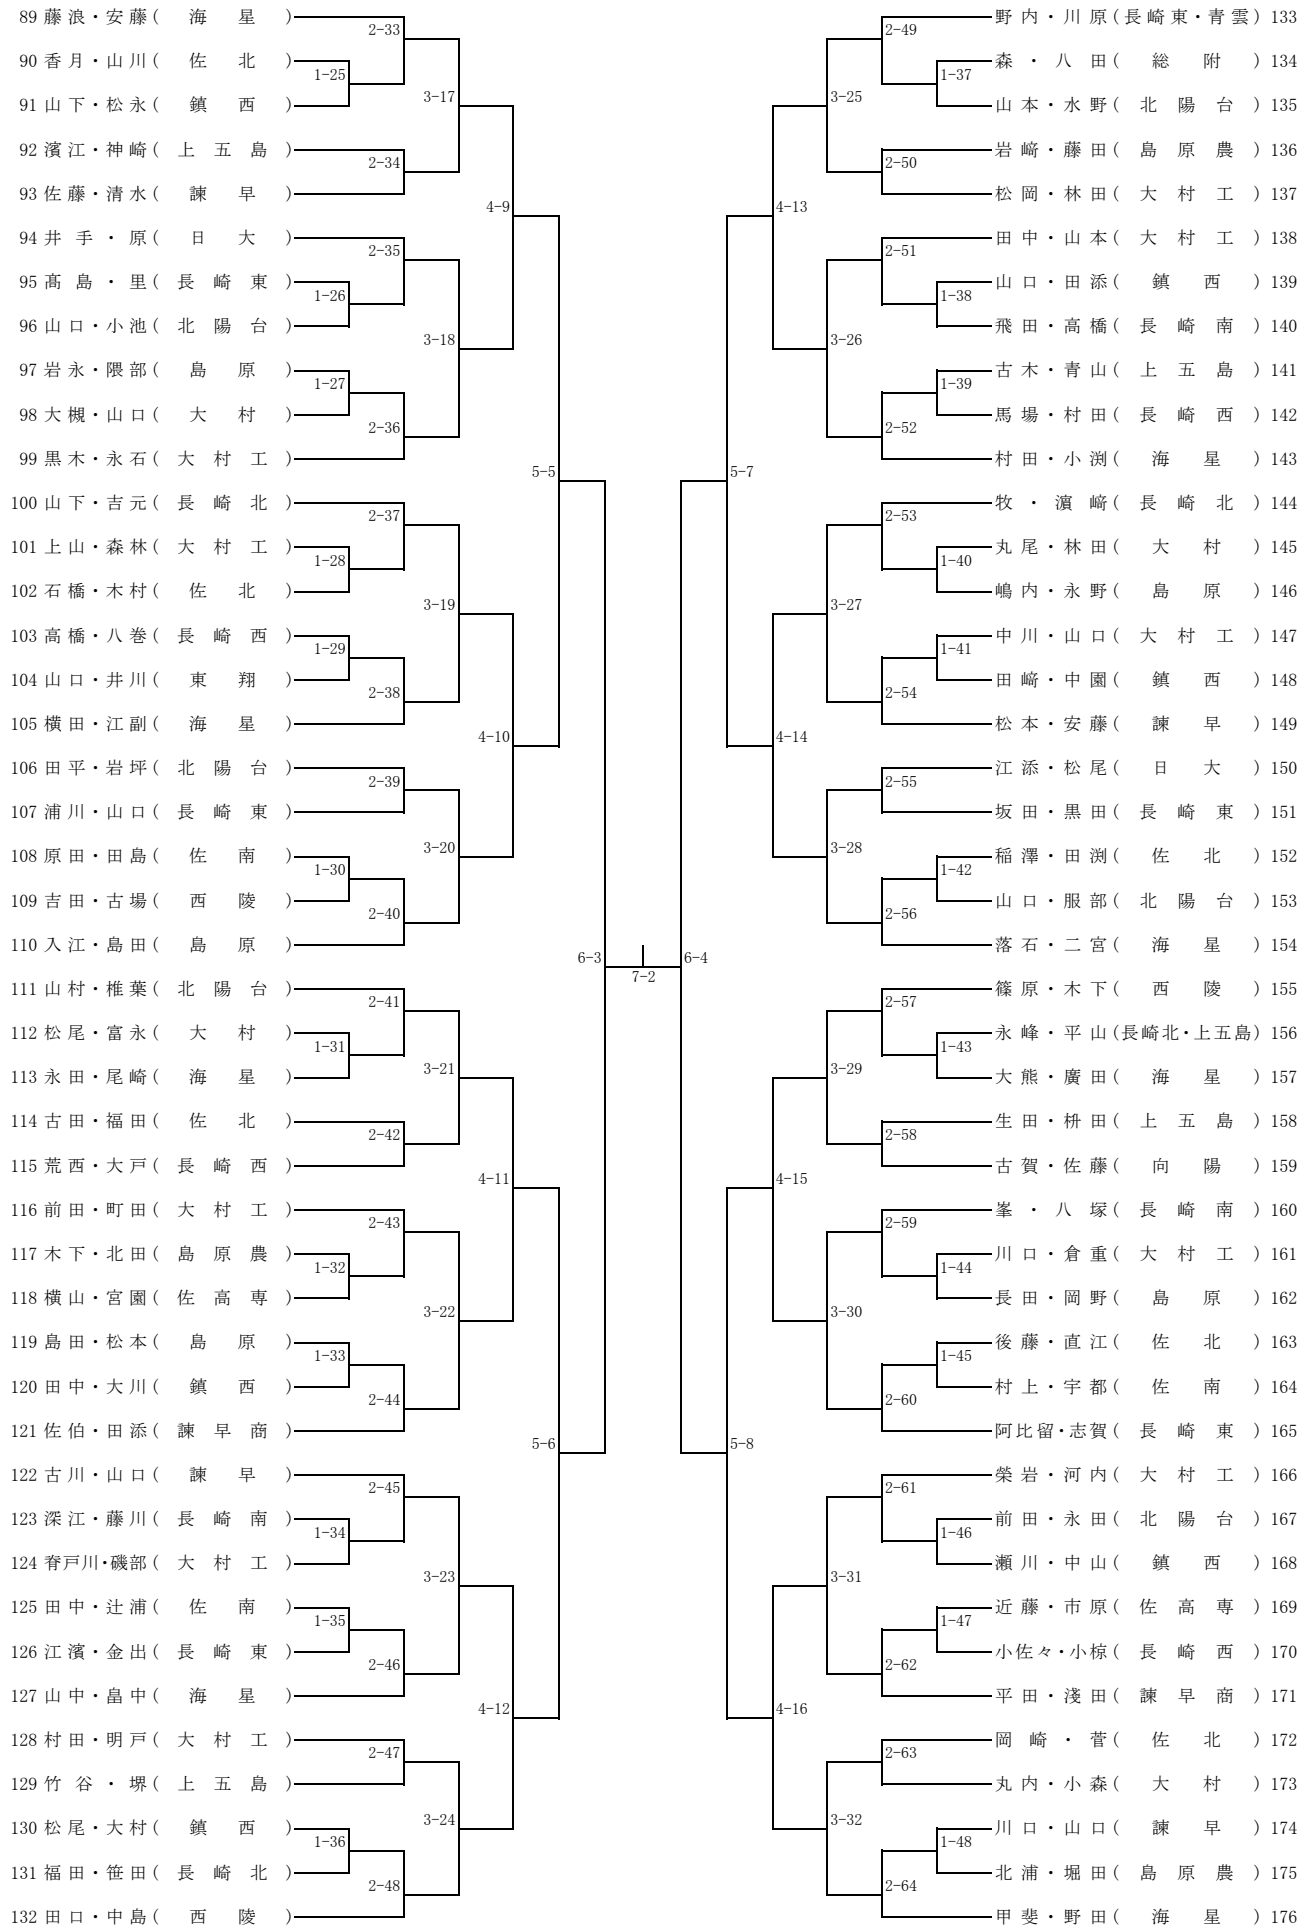 89 藤浪・安藤(海星)
90 香月・山川(佐北)
91 山下・松永(鎮西)
92 濱江・神崎(上五島)
93 佐藤・清水(諫早)
94 井手・原(日大)
95 髙島・里(長崎東)
96 山口・小池(北陽台)
97 岩永・隈部(島原)
98 大槻・山口(大村)
99 黒木・永石(大村工)
100 山下・吉元(長崎北)
101 上山・森林(大村工)
102 石橋・木村(佐北)
103 高橋・八巻(長崎西)
104 山口・井川(東翔)
105 横田・江副(海星)
106 田平・岩坪(北陽台)
107 浦川・山口(長崎東)
108 原田・田島(佐南)
109 吉田・古場(西陵)
110 入江・島田(島原)
111 山村・椎葉(北陽台)
112 松尾・富永(大村)
113 永田・尾崎(海星)
114 古田・福田(佐北)
115 荒西・大戸(長崎西)
116 前田・町田(大村工)
117 木下・北田(島原農)
118 横山・宮園(佐高専)
119 島田・松本(島原)
120 田中・大川(鎮西)
121 佐伯・田添(諫早商)
122 古川・山口(諫早)
123 深江・藤川(長崎南)
124 脊戸川・磯部(大村工)
125 田中・辻浦(佐南)
126 江濱・金出(長崎東)
127 山中・畠中(海星)
128 村田・明戸(大村工)
129 竹谷・堺(上五島)
130 松尾・大村(鎮西)
131 福田・笹田(長崎北)
132 田口・中島(西陵)
1-25
1-26
1-27
1-28
1-29
1-30
1-31
1-32
1-33
1-34
1-35
1-36
2-33
2-34
2-35
2-36
2-37
2-38
2-39
2-40
2-41
2-42
2-43
2-44
2-45
2-46
2-47
2-48
3-17
3-18
3-19
3-20
3-21
3-22
3-23
3-24
4-9
4-10
4-11
4-12
5-5
5-6
6-3
7-2
6-4
5-7
5-8
4-13
4-14
4-15
4-16
3-25
3-26
3-27
3-28
3-29
3-30
3-31
3-32
2-49
2-50
2-51
2-52
2-53
2-54
2-55
2-56
2-57
2-58
2-59
2-60
2-61
2-62
2-63
2-64
1-37
1-38
1-39
1-40
1-41
1-42
1-43
1-44
1-45
1-46
1-47
1-48
野内・川原(長崎東・青雲) 133
森・八田(総附) 134
山本・水野(北陽台) 135
岩﨑・藤田(島原農) 136
松岡・林田(大村工) 137
田中・山本(大村工) 138
山口・田添(鎮西) 139
飛田・高橋(長崎南) 140
古木・青山(上五島) 141
馬場・村田(長崎西) 142
村田・小渕(海星) 143
牧・濵﨑(長崎北) 144
丸尾・林田(大村) 145
嶋内・永野(島原) 146
中川・山口(大村工) 147
田﨑・中園(鎮西) 148
松本・安藤(諫早) 149
江添・松尾(日大) 150
坂田・黒田(長崎東) 151
稲澤・田渕(佐北) 152
山口・服部(北陽台) 153
落石・二宮(海星) 154
篠原・木下(西陵) 155
永峰・平山(長崎北・上五島) 156
大熊・廣田(海星) 157
生田・枡田(上五島) 158
古賀・佐藤(向陽) 159
峯・八塚(長崎南) 160
川口・倉重(大村工) 161
長田・岡野(島原) 162
後藤・直江(佐北) 163
村上・宇都(佐南) 164
阿比留・志賀(長崎東) 165
榮岩・河内(大村工) 166
前田・永田(北陽台) 167
瀬川・中山(鎮西) 168
近藤・市原(佐高専) 169
小佐々・小椋(長崎西) 170
平田・淺田(諫早商) 171
岡崎・菅(佐北) 172
丸内・小森(大村) 173
川口・山口(諫早) 174
北浦・堀田(島原農) 175
甲斐・野田(海星) 176